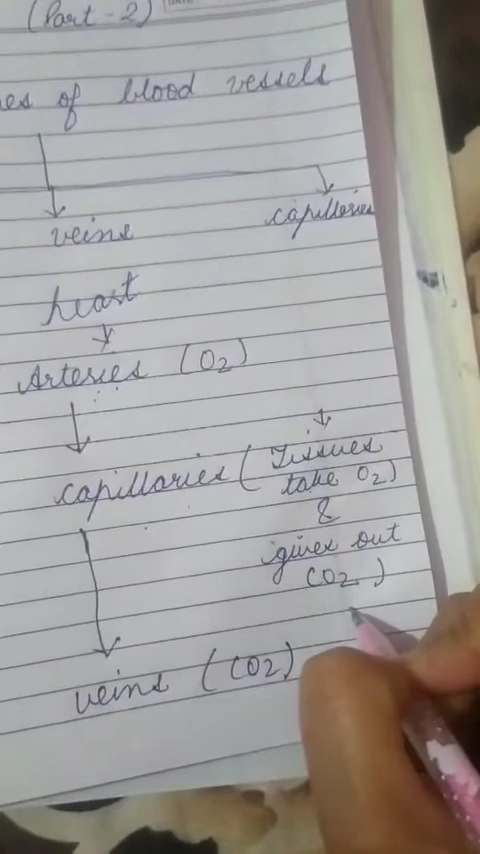 (Part - 2)
es of blood vessels
veins capillaries
heart
Arteries (O2)
capillaries ( Tissues
take O2)
&
gives out
CO2 )
veins (CO2)